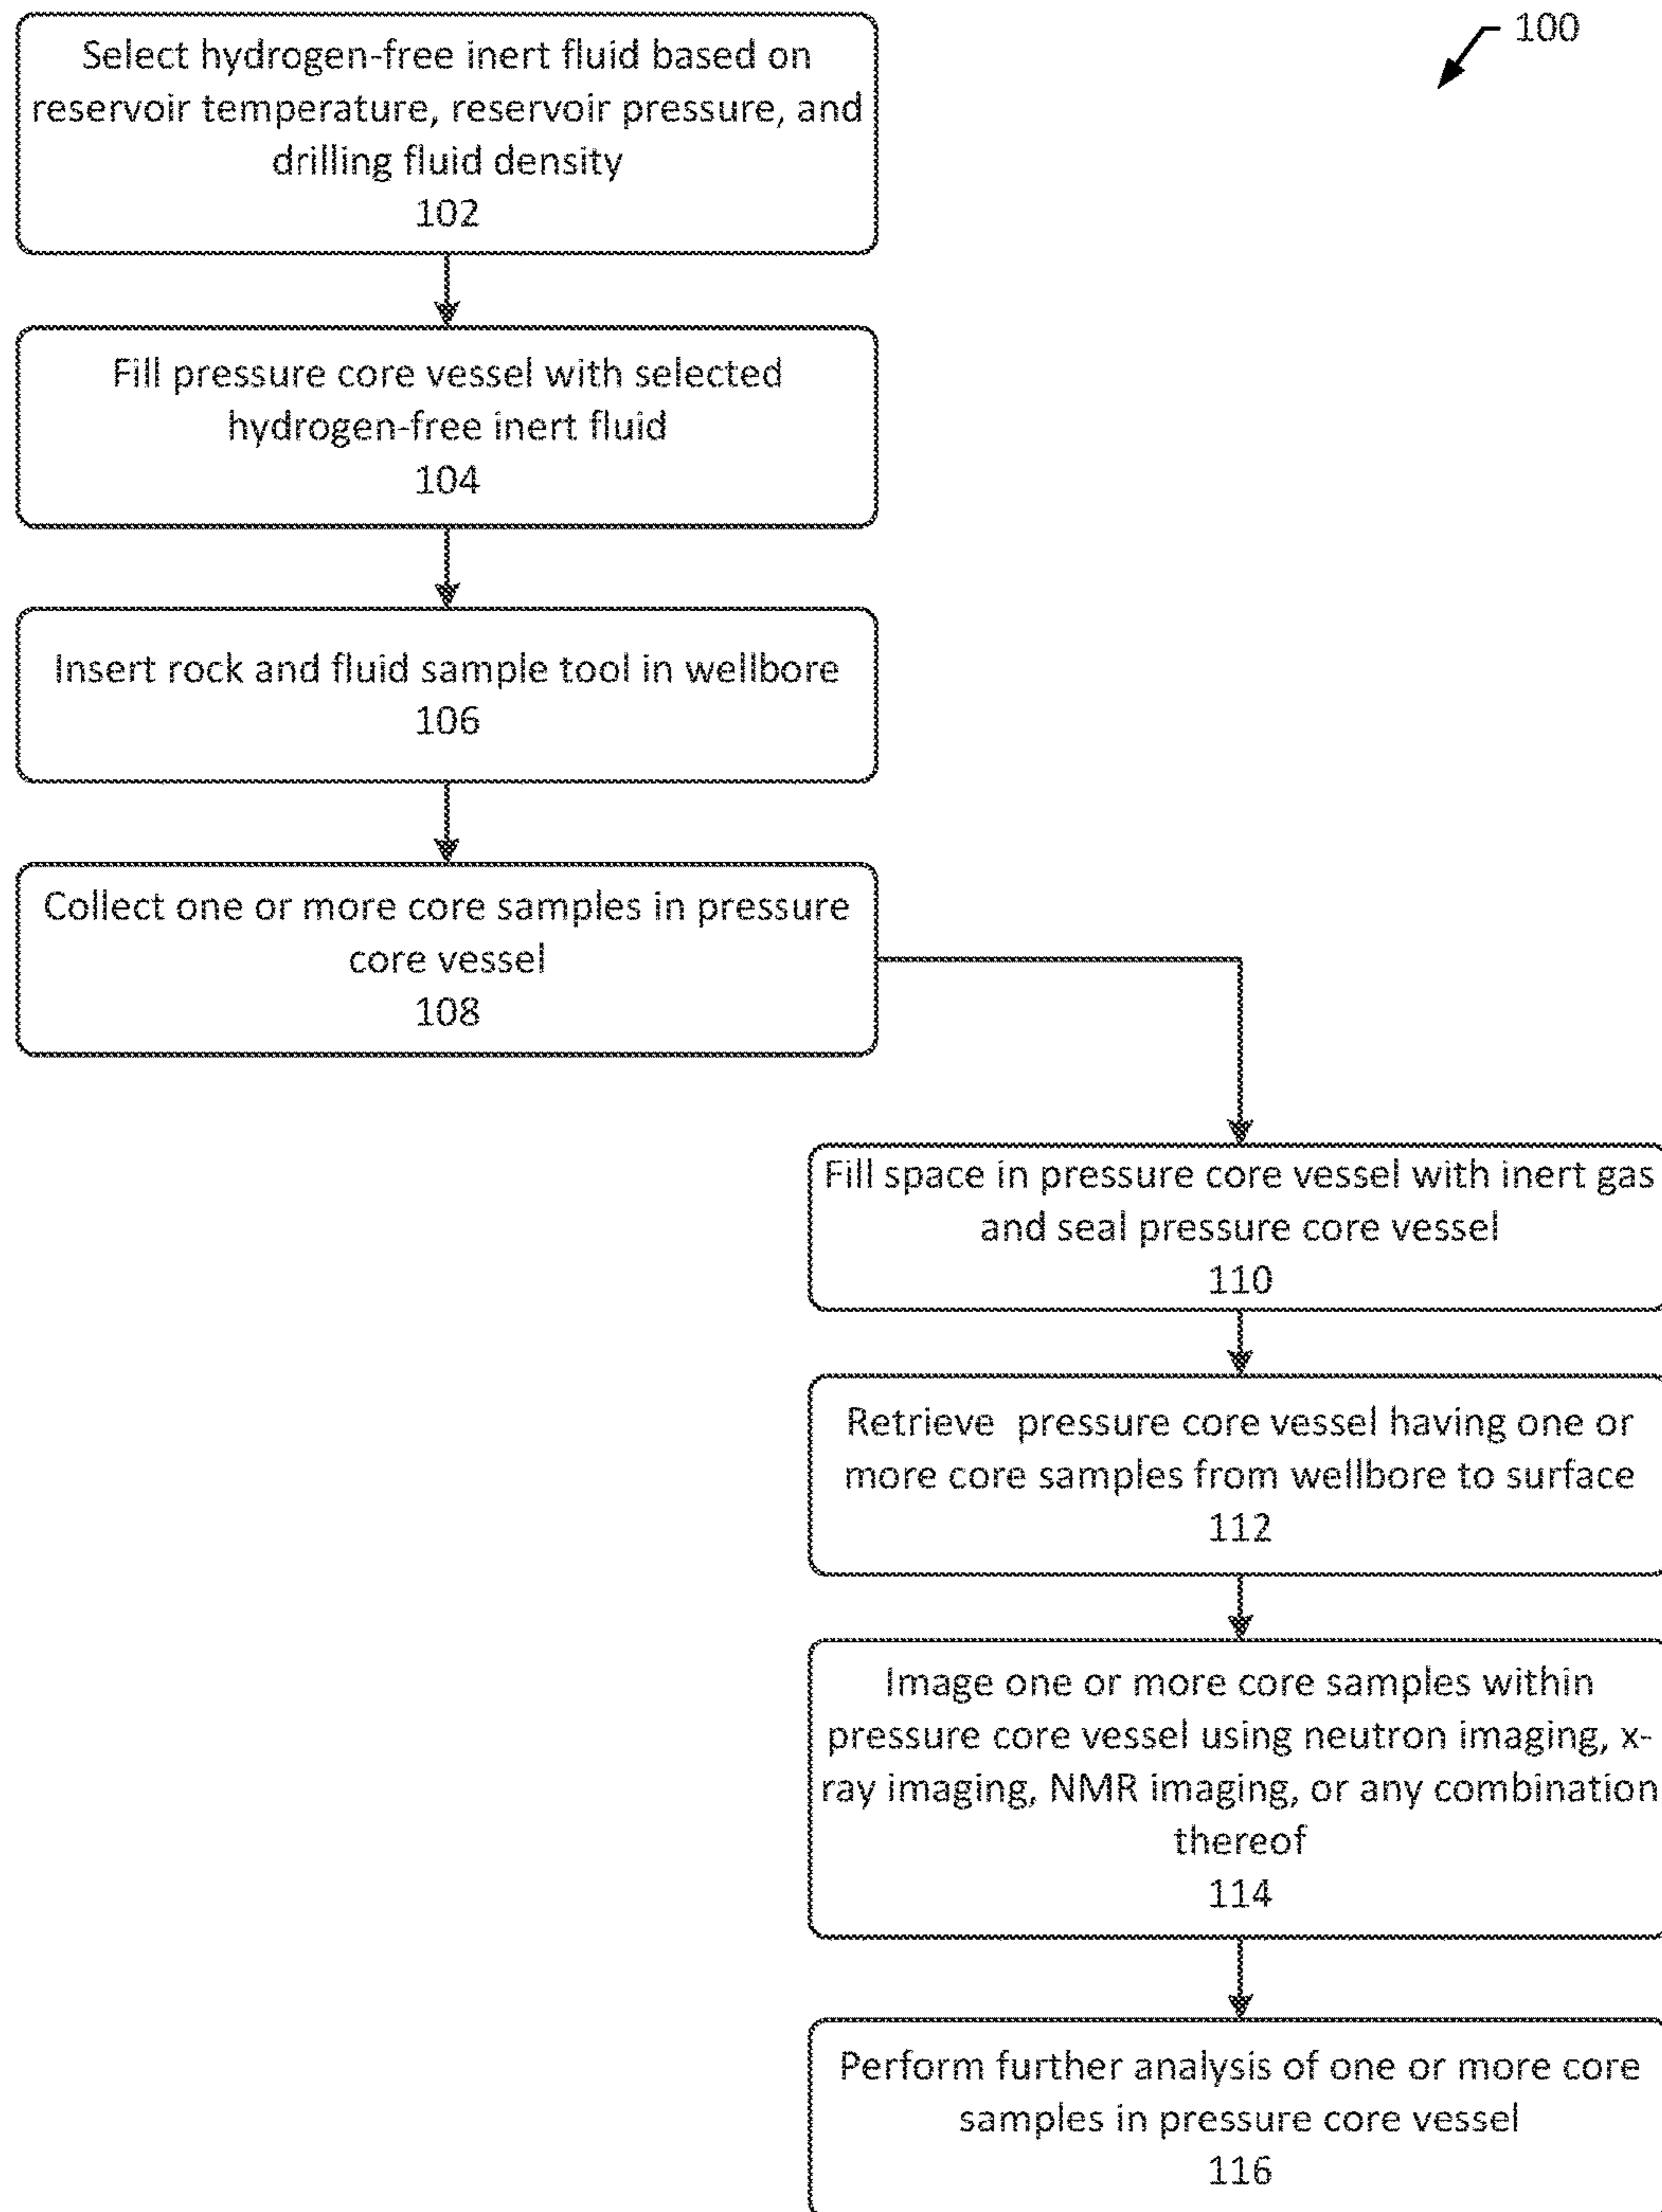 100
Select hydrogen-free inert fluid based on
reservoir temperature, reservoir pressure, and
drilling fluid density
102
Fill pressure core vessel with selected
hydrogen-free inert fluid
104
Insert rock and fluid sample tool in wellbore
106
Collect one or more core samples in pressure
core vessel
108
Fill space in pressure core vessel with inert gas
and seal pressure core vessel
110
Retrieve pressure core vessel having one or
more core samples from wellbore to surface
112
Image one or more core samples within
pressure core vessel using neutron imaging, x-
ray imaging, NMR imaging, or any combination
thereof
114
Perform further analysis of one or more core
samples in pressure core vessel
116